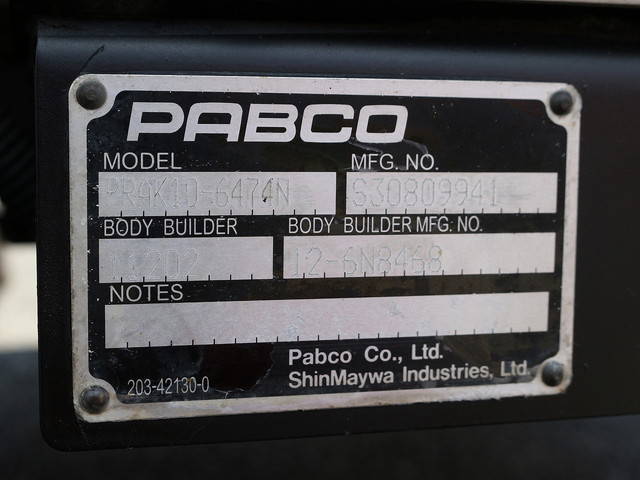 PABCO
MODEL MFG. NO.
PR4K1D-6474N S30809941
BODY BUILDER BODY BUILDER MFG. NO.
12-6N8468
NOTES
Pabco Co., Ltd.
203-42130-0 ShinMaywa Industries, Ltd.